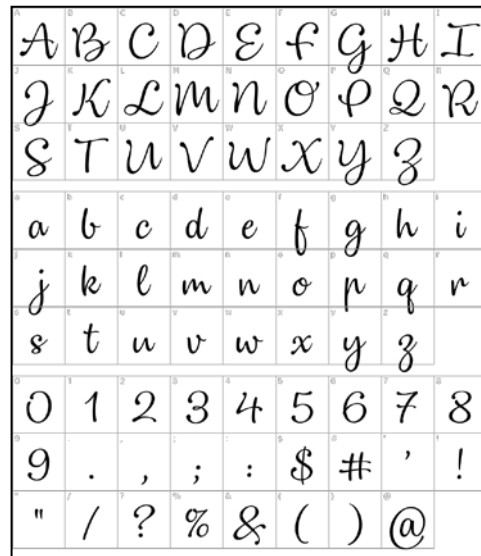 A B C D E F G H I
J K L M N O P Q R
S T U V W X Y Z
a b c d e f g h i
j k l m n o p q r
s t u v w x y z
0 1 2 3 4 5 6 7 8
9 . , ; : $ # ' !
" / ? % & ( ) @